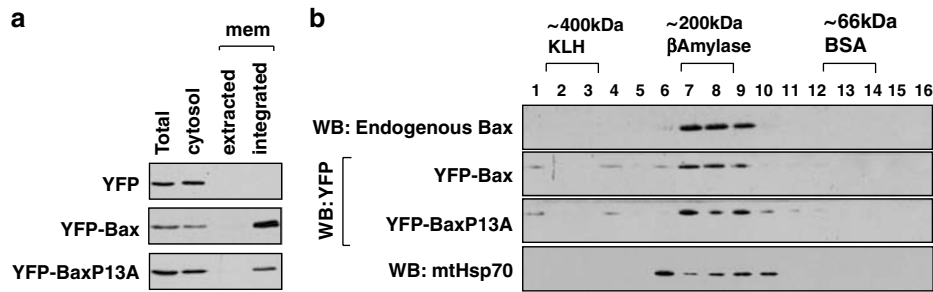 a
mem
Total
cytosol
extracted
integrated
YFP
YFP-Bax
YFP-BaxP13A
b
~400kDa
KLH
~200kDa
βAmylase
~66kDa
BSA
1 2 3 4 5 6 7 8 9 10 11 12 13 14 15 16
WB: Endogenous Bax
WB: YFP
YFP-Bax
YFP-BaxP13A
WB: mtHsp70